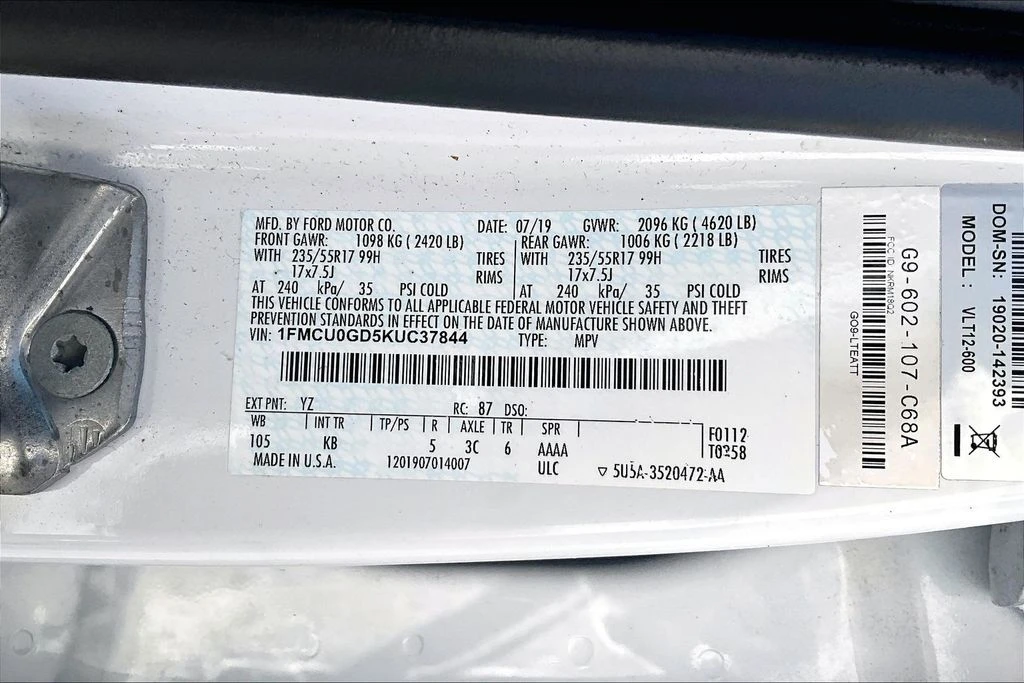 MFD. BY FORD MOTOR CO. DATE: 07/19 GVWR: 2096 KG ( 4620 LB)
FRONT GAWR: 1098 KG ( 2420 LB) REAR GAWR: 1006 KG ( 2218 LB)
WITH 235/55R17 99H TIRES WITH 235/55R17 99H TIRES
17x7.5J RIMS 17x7.5J RIMS
AT 240 kPa/ 35 PSI COLD AT 240 kPa/ 35 PSI COLD
THIS VEHICLE CONFORMS TO ALL APPLICABLE FEDERAL MOTOR VEHICLE SAFETY AND THEFT
PREVENTION STANDARDS IN EFFECT ON THE DATE OF MANUFACTURE SHOWN ABOVE.
VIN: 1FMCU0GD5KUC37844 TYPE: MPV
EXT PNT: YZ RC: 87 DSO:
WB INT TR TP/PS R AXLE TR SPR
105 KB 5 3C 6 AAAA F0112
MADE IN U.S.A. 1201907014007 ULC 5U5A-3520472-AA
G9-602-107-C68A
FCC ID NKRM18Q2
GO9-LTEATT
DOM-SN: 19020-142393
MODEL : VLT12-600